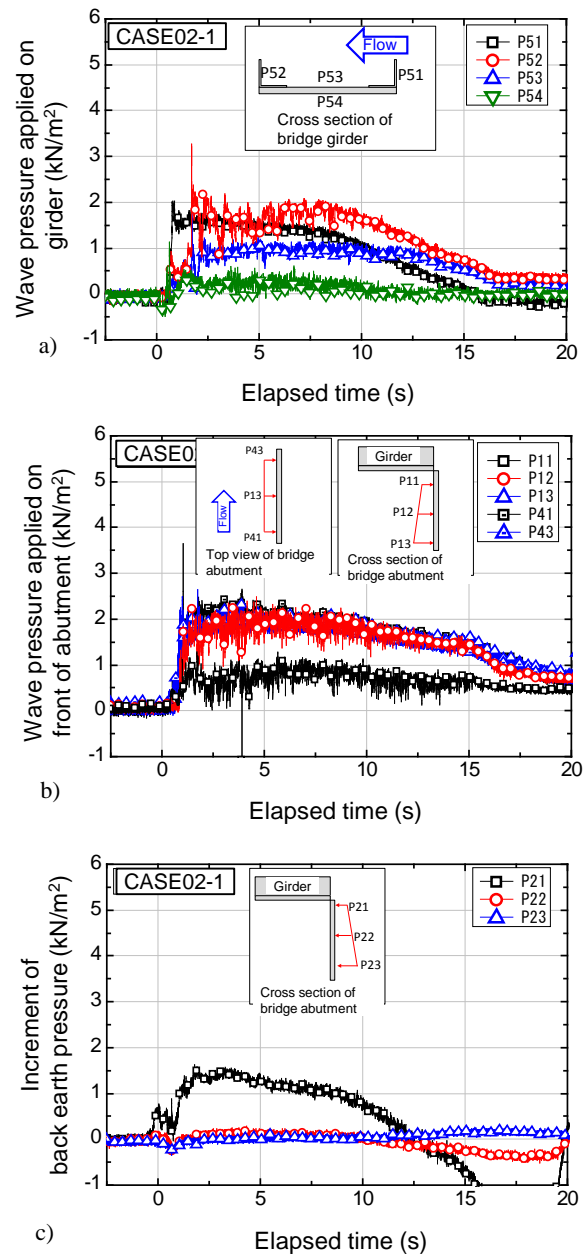 CASE02-1
Flow
P52
P53
P51
P54
Cross section of
bridge girder
P51
P52
P53
P54
Wave pressure applied on
girder (kN/m²)
6
5
4
3
2
1
0
-1
0
5
10
15
20
a)
Elapsed time (s)
CASE02
P43
P13
P41
Flow
Top view of bridge
abutment
Girder
P11
P12
P13
Cross section of
bridge abutment
P11
P12
P13
P41
P43
Wave pressure applied on
front of abutment (kN/m²)
6
5
4
3
2
1
0
-1
0
5
10
15
20
b)
Elapsed time (s)
CASE02-1
Girder
P21
P22
P23
Cross section of
bridge abutment
P21
P22
P23
Increment of
back earth pressure (kN/m²)
6
5
4
3
2
1
0
-1
0
5
10
15
20
c)
Elapsed time (s)